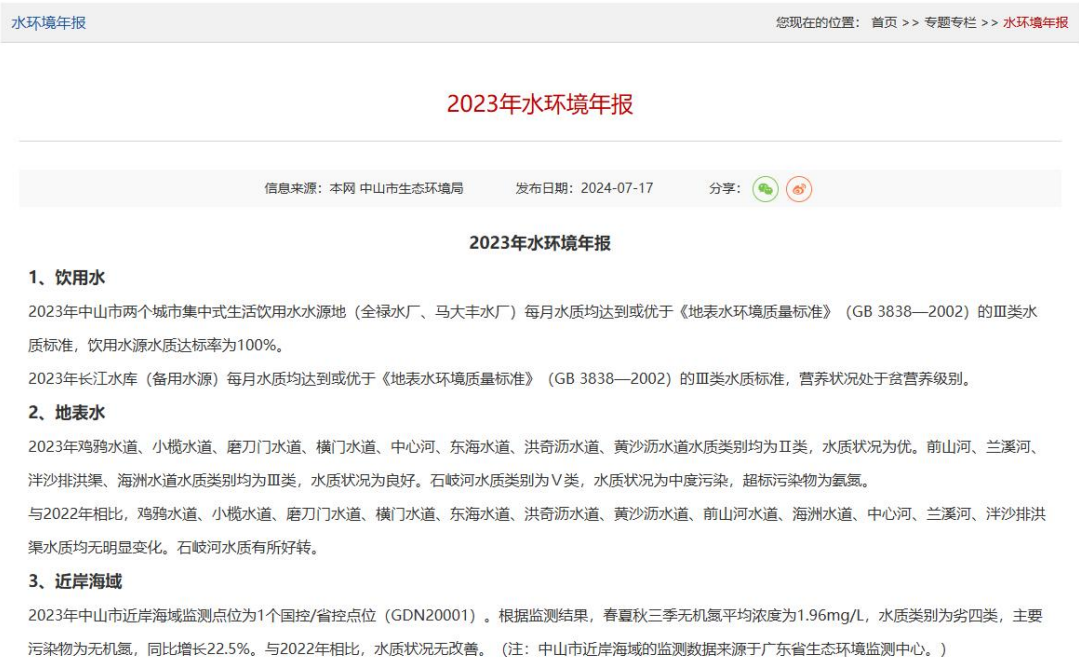 水环境年报
您现在的位置： 首页 >> 专题专栏 >> 水环境年报
2023年水环境年报
信息来源：本网 中山市生态环境局 发布日期：2024-07-17 分享：
2023年水环境年报
1、饮用水
2023年中山市两个城市集中式生活饮用水水源地（全禄水厂、马大丰水厂）每月水质均达到或优于《地表水环境质量标准》（GB 3838—2002）的Ⅲ类水
质标准，饮用水源水质达标率为100%。
2023年长江水库（备用水源）每月水质均达到或优于《地表水环境质量标准》（GB 3838—2002）的Ⅲ类水质标准，营养状况处于贫营养级别。
2、地表水
2023年鸡鸦水道、小榄水道、磨刀门水道、横门水道、中心河、东海水道、洪奇沥水道、黄沙沥水道水质类别均为Ⅱ类，水质状况为优。前山河、兰溪河、
泮沙排洪渠、海洲水道水质类别均为Ⅲ类，水质状况为良好。石岐河水质类别为Ⅴ类，水质状况为中度污染，超标污染物为氨氮。
与2022年相比，鸡鸦水道、小榄水道、磨刀门水道、横门水道、东海水道、洪奇沥水道、黄沙沥水道、前山河水道、海洲水道、中心河、兰溪河、泮沙排洪
渠水质均无明显变化。石岐河水质有所好转。
3、近岸海域
2023年中山市近岸海域监测点位为1个国控/省控点位（GDN20001）。根据监测结果，春夏秋三季无机氮平均浓度为1.96mg/L，水质类别为劣四类，主要
污染物为无机氮，同比增长22.5%。与2022年相比，水质状况无改善。（注：中山市近岸海域的监测数据来源于广东省生态环境监测中心。）